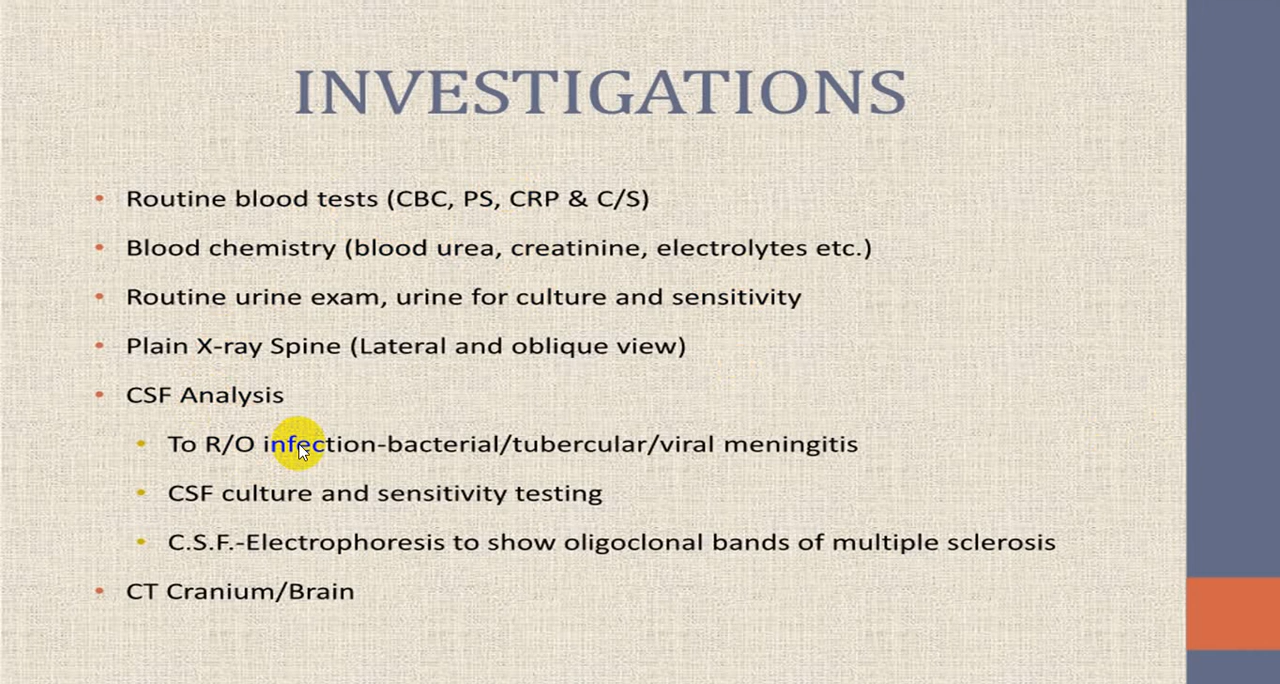 INVESTIGATIONS
• Routine blood tests (CBC, PS, CRP & C/S)
• Blood chemistry (blood urea, creatinine, electrolytes etc.)
• Routine urine exam, urine for culture and sensitivity
• Plain X-ray Spine (Lateral and oblique view)
• CSF Analysis
• To R/O infection-bacterial/tubercular/viral meningitis
• CSF culture and sensitivity testing
• C.S.F.-Electrophoresis to show oligoclonal bands of multiple sclerosis
• CT Cranium/Brain